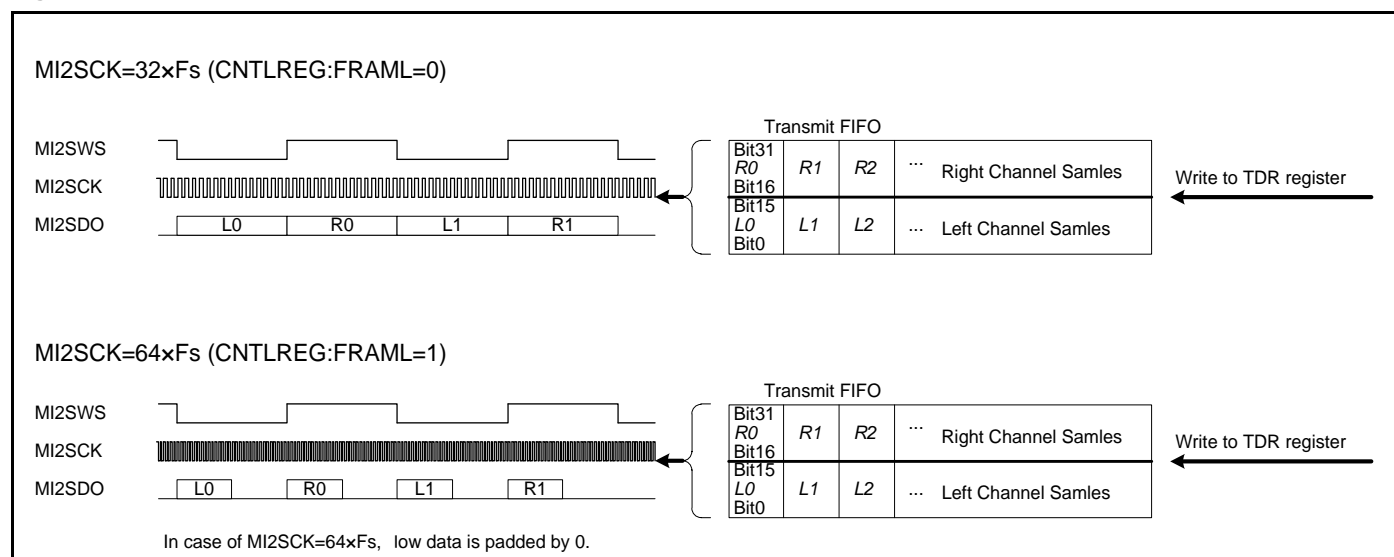 MI2SCK=32×Fs (CNTLREG:FRAML=0)
Transmit FIFO
MI2SWS
MI2SCK
MI2SDO
L0 R0 L1 R1
Bit31
R0 R1 R2 ... Right Channel Samles
Bit16
Bit15
L0 L1 L2 ... Left Channel Samles
Bit0
Write to TDR register
MI2SCK=64×Fs (CNTLREG:FRAML=1)
Transmit FIFO
MI2SWS
MI2SCK
MI2SDO
L0 R0 L1 R1
Bit31
R0 R1 R2 ... Right Channel Samles
Bit16
Bit15
L0 L1 L2 ... Left Channel Samles
Bit0
Write to TDR register
In case of MI2SCK=64×Fs, low data is padded by 0.